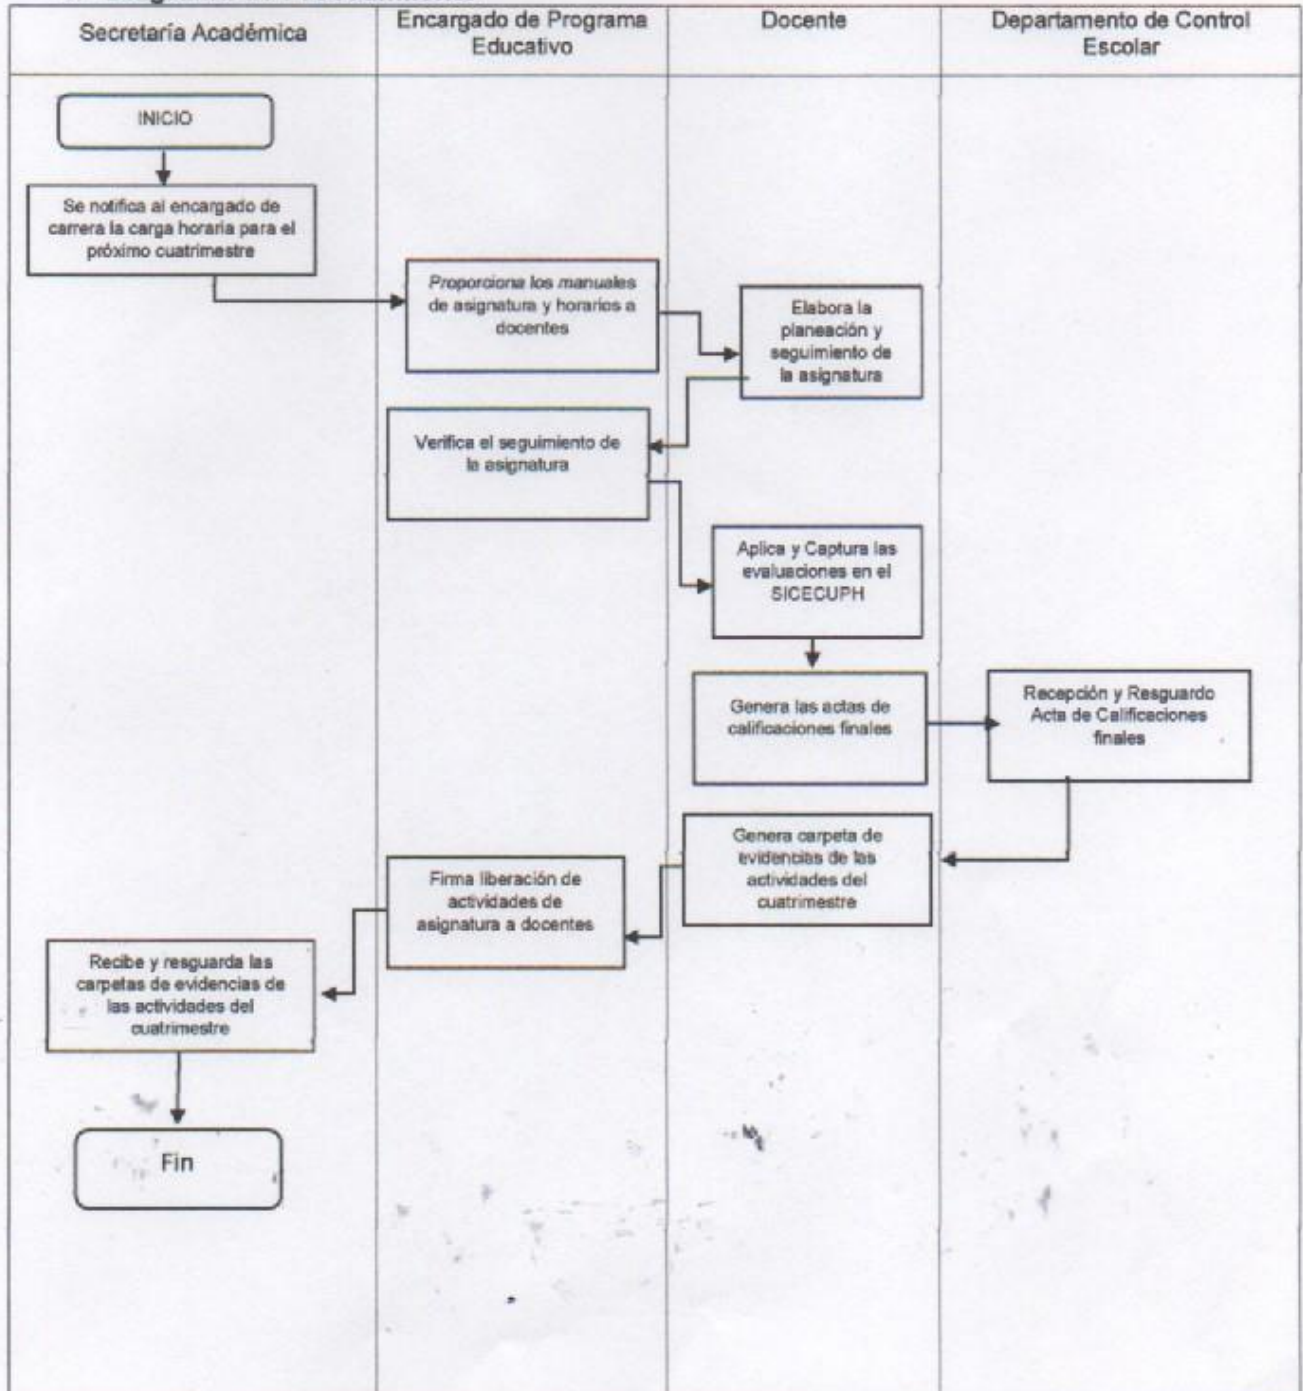 Secretaría Académica
Encargado de Programa
Educativo
Docente
Departamento de Control
Escolar
INICIO
Se notifica al encargado de
carrera la carga horaria para el
próximo cuatrimestre
Proporciona los manuales
de asignatura y horarios a
docentes
Elabora la
planeación y
seguimiento de
la asignatura
Verifica el seguimiento de
la asignatura
Aplica y Captura las
evaluaciones en el
SICECUPH
Genera las actas de
calificaciones finales
Recepción y Resguardo
Acta de Calificaciones
finales
Genera carpeta de
evidencias de las
actividades del
cuatrimestre
Firma liberación de
actividades de
asignatura a docentes
Recibe y resguarda las
carpetas de evidencias de
las actividades del
cuatrimestre
Fin